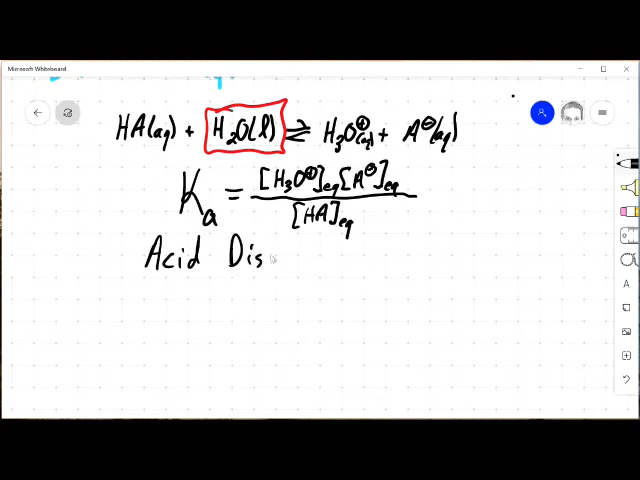 Microsoft Whiteboard
HA(aq) + H₂O(l) ⇌ H₃O⊕(aq) + A⊖(aq)
Kₐ = [H₃O⊕]eq[A⊖]eq / [HA]eq
Acid Dis